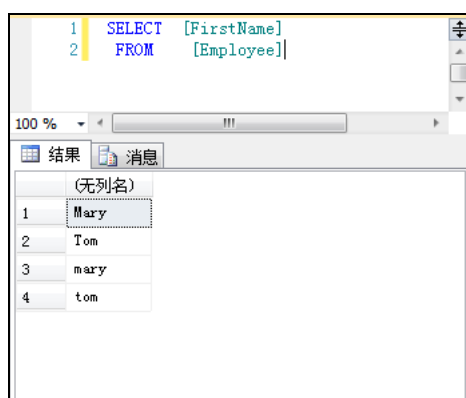 1 SELECT [FirstName]
2 FROM [Employee]
100 %
结果 消息
(无列名)
1 Mary
2 Tom
3 mary
4 tom